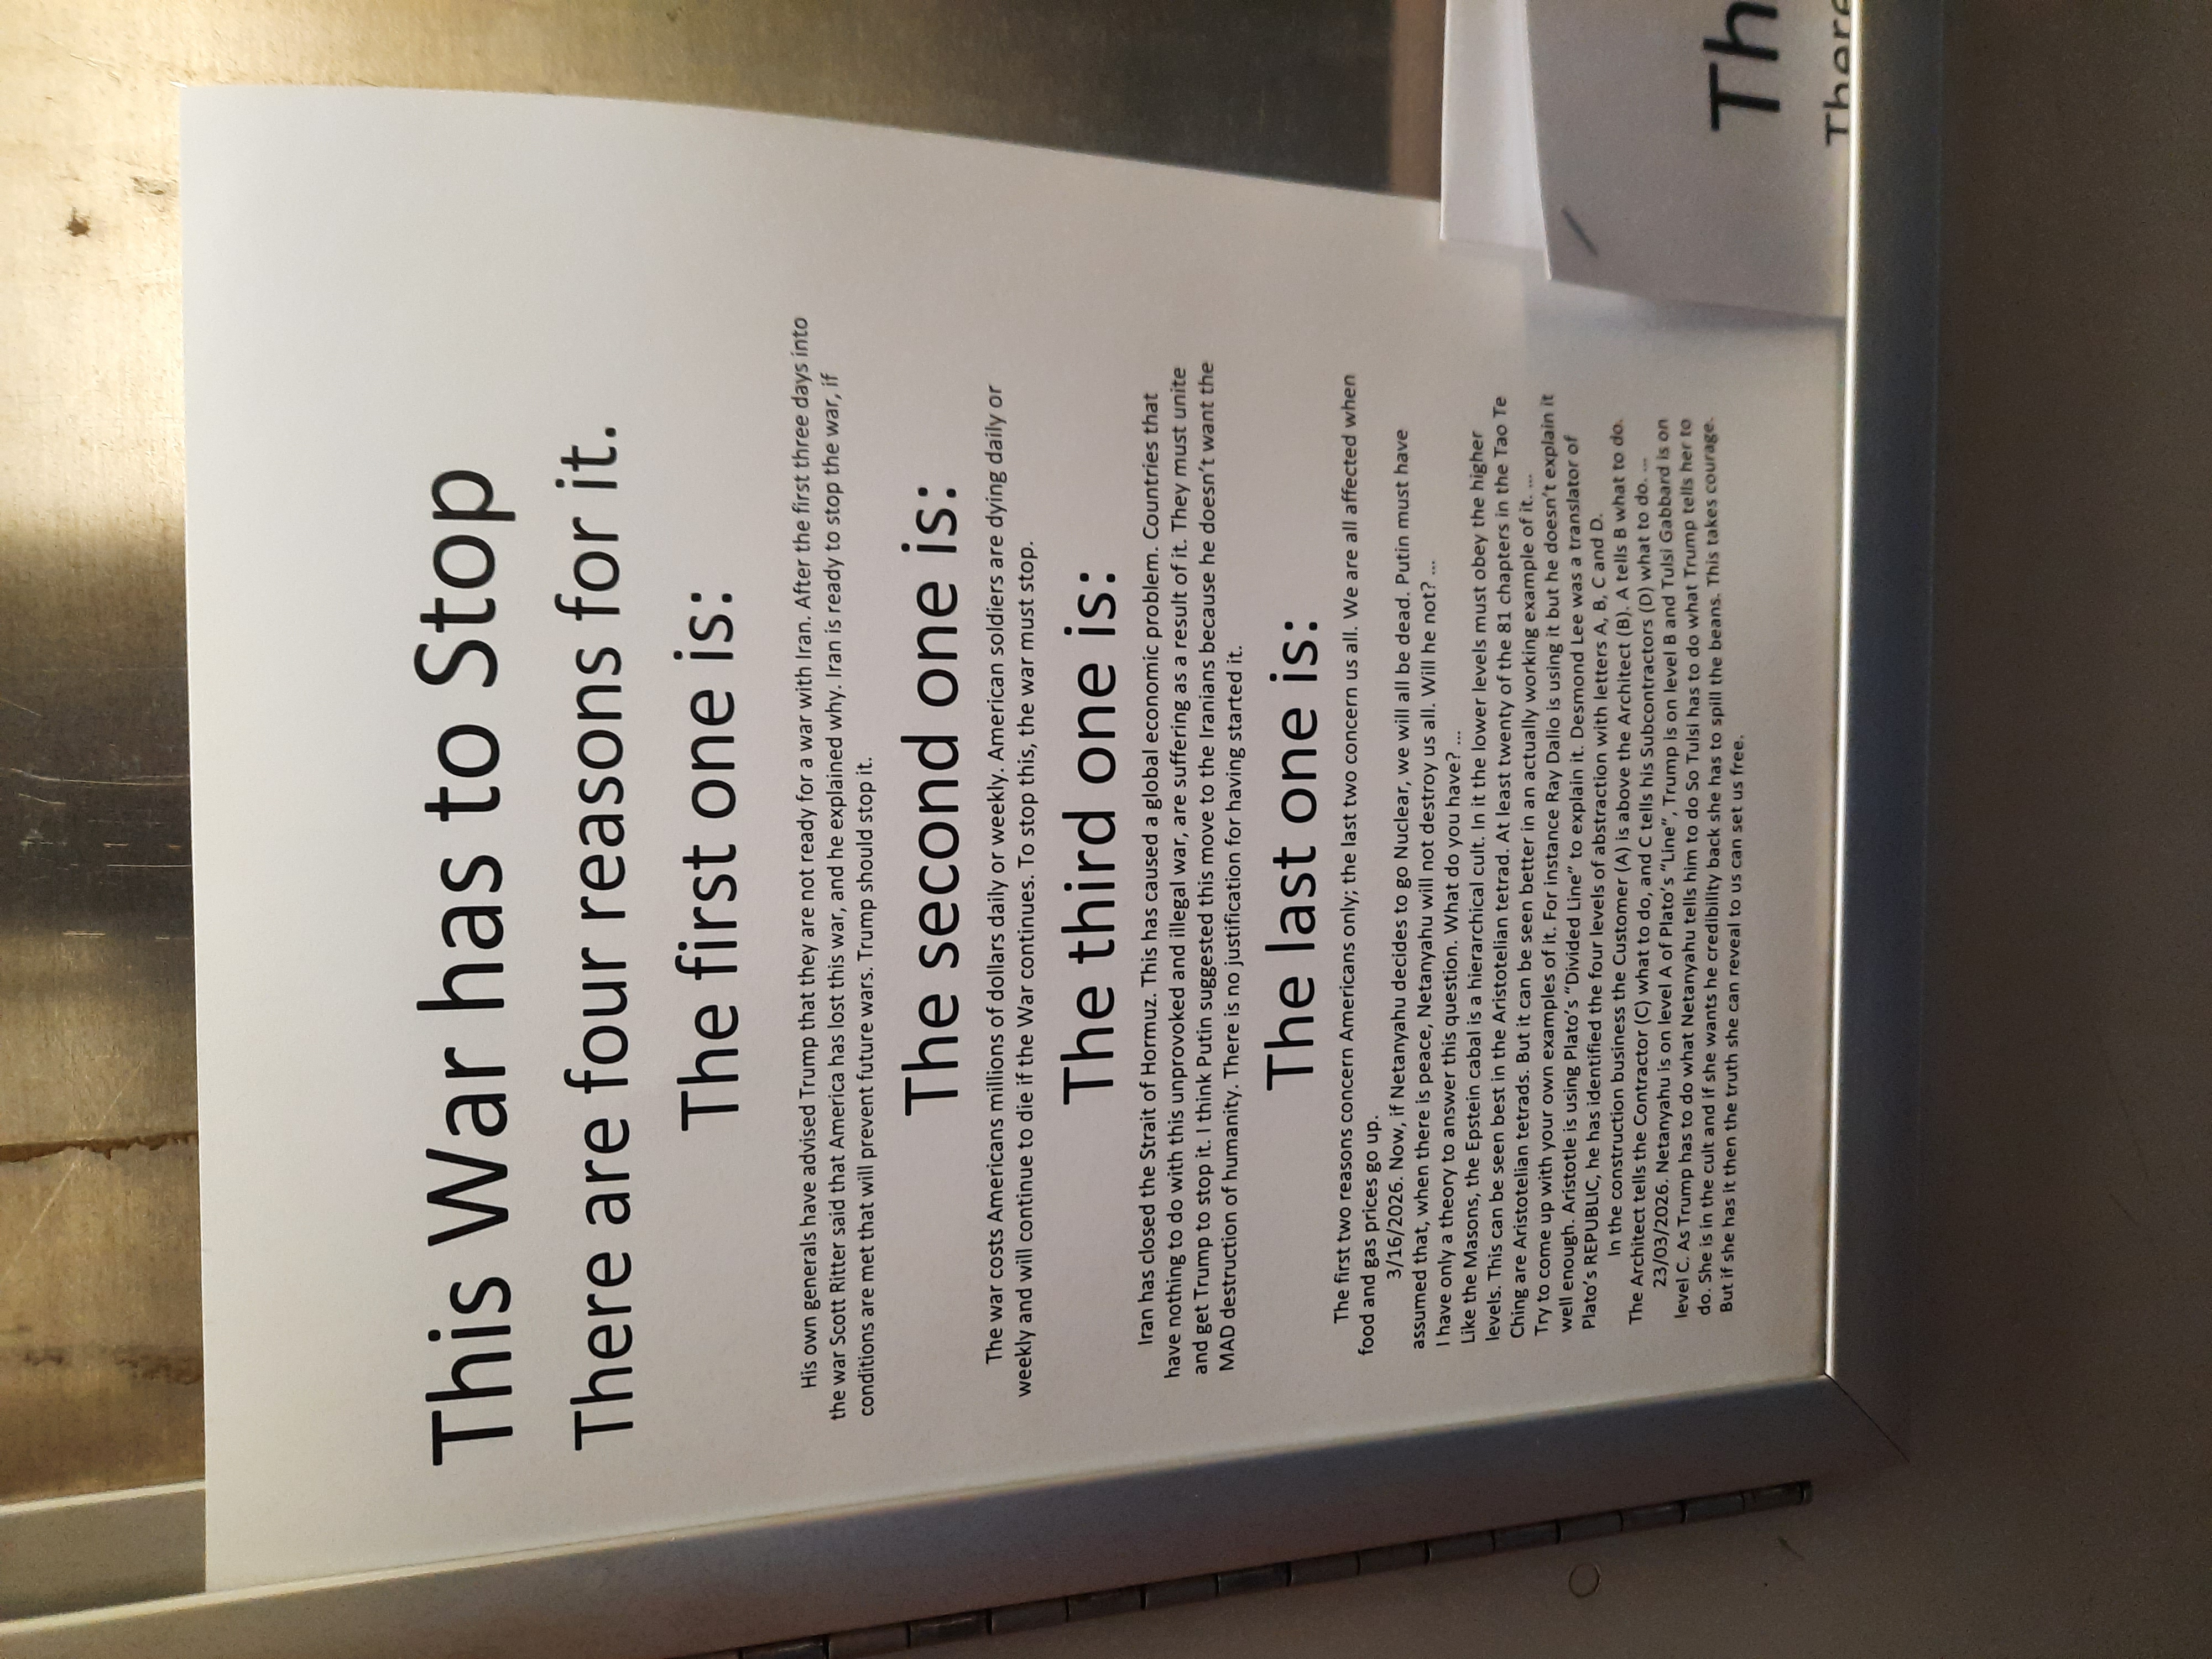 This War has to Stop
There are four reasons for it.
The first one is:
His own generals have advised Trump that they are not ready for a war with Iran. After the first three days into
the war Scott Ritter said that America has lost this war, and he explained why. Iran is ready to stop the war, if
conditions are met that will prevent future wars. Trump should stop it.
The second one is:
The war costs Americans millions of dollars daily or weekly. American soldiers are dying daily or
weekly and will continue to die if the War continues. To stop this, the war must stop.
The third one is:
Iran has closed the Strait of Hormuz. This has caused a global economic problem. Countries that
have nothing to do with this unprovoked and illegal war, are suffering as a result of it. They must unite
and get Trump to stop it. I think Putin suggested this move to the Iranians because he doesn't want the
MAD destruction of humanity. There is no justification for having started it.
The last one is:
The first two reasons concern Americans only; the last two concern us all. We are all affected when
food and gas prices go up.
3/16/2026. Now, if Netanyahu decides to go Nuclear, we will all be dead. Putin must have
assumed that, when there is peace, Netanyahu will not destroy us all. Will he not? ...
I have only a theory to answer this question. What do you have? ...
Like the Masons, the Epstein cabal is a hierarchical cult. In it the lower levels must obey the higher
levels. This can be seen best in the Aristotelian tetrad. At least twenty of the 81 chapters in the Tao Te
Ching are Aristotelian tetrads. But it can be seen better in an actually working example of it. ...
Try to come up with your own examples of it. For instance Ray Dalio is using it but he doesn't explain it
well enough. Aristotle is using Plato's "Divided Line" to explain it. Desmond Lee was a translator of
Plato's REPUBLIC, he has identified the four levels of abstraction with letters A, B, C and D.
In the construction business the Customer (A) is above the Architect (B). A tells B what to do.
The Architect tells the Contractor (C) what to do, and C tells his Subcontractors (D) what to do. ...
23/03/2026. Netanyahu is on level A of Plato's "Line", Trump is on level B and Tulsi Gabbard is on
level C. As Trump has to do what Netanyahu tells him to do So Tulsi has to do what Trump tells her to
do. She is in the cult and if she wants he credibility back she has to spill the beans. This takes courage.
But if she has it then the truth she can reveal to us can set us free.
Th
There